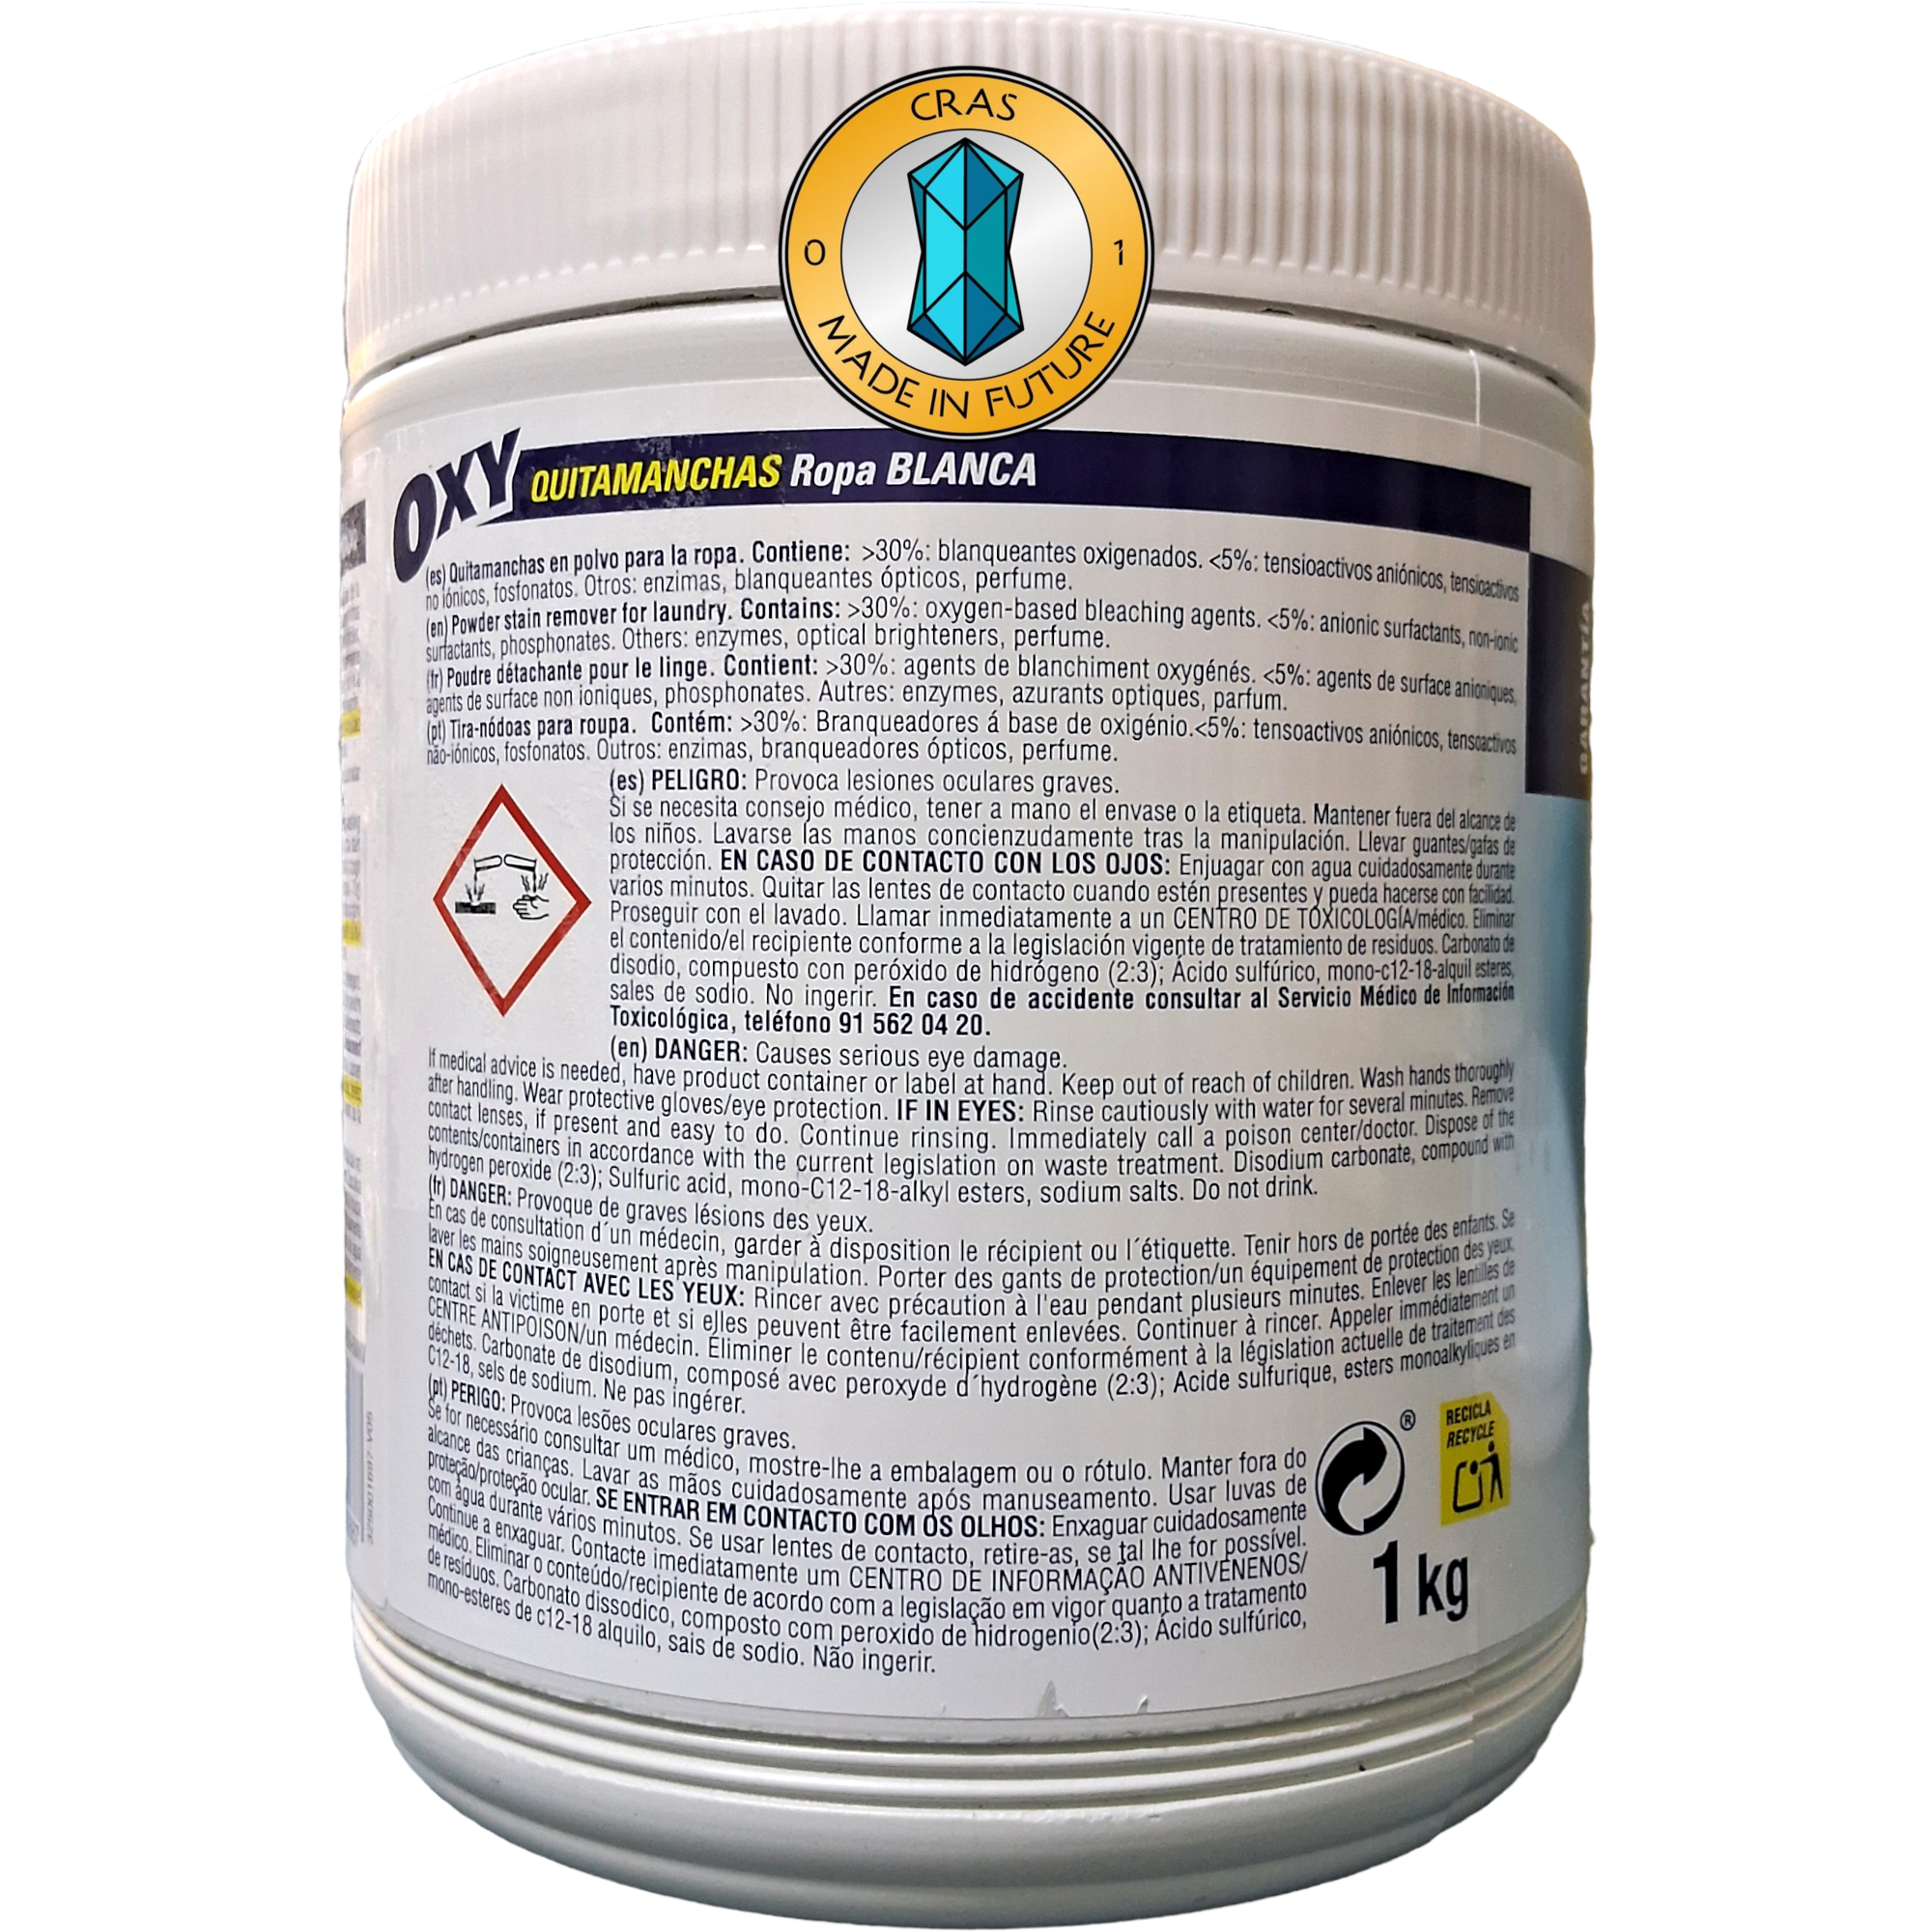 CRAS
0
1
MADE IN FUTURE
OXY QUITAMANCHAS Ropa BLANCA
GARANTÍA
(es) Quitamanchas en polvo para la ropa. Contiene: >30%: blanqueantes oxigenados. <5%: tensioactivos aniónicos, tensioactivos
no iónicos, fosfonatos. Otros: enzimas, blanqueantes ópticos, perfume.
(en) Powder stain remover for laundry. Contains: >30%: oxygen-based bleaching agents. <5%: anionic surfactants, non-ionic
surfactants, phosphonates. Others: enzymes, optical brighteners, perfume.
(fr) Poudre détachante pour le linge. Contient: >30%: agents de blanchiment oxygénés. <5%: agents de surface anioniques,
agents de surface non ioniques, phosphonates. Autres: enzymes, azurants optiques, parfum.
(pt) Tira-nódoas para roupa. Contém: >30%: Branqueadores á base de oxigénio.<5%: tensoactivos aniónicos, tensoactivos
não-iónicos, fosfonatos. Outros: enzimas, branqueadores ópticos, perfume.
(es) PELIGRO: Provoca lesiones oculares graves.
Si se necesita consejo médico, tener a mano el envase o la etiqueta. Mantener fuera del alcance de
los niños. Lavarse las manos concienzudamente tras la manipulación. Llevar guantes/gafas de
protección. EN CASO DE CONTACTO CON LOS OJOS: Enjuagar con agua cuidadosamente durante
varios minutos. Quitar las lentes de contacto cuando estén presentes y pueda hacerse con facilidad.
Proseguir con el lavado. Llamar inmediatamente a un CENTRO DE TOXICOLOGÍA/médico. Eliminar
el contenido/el recipiente conforme a la legislación vigente de tratamiento de residuos. Carbonato de
disodio, compuesto con peróxido de hidrógeno (2:3); Ácido sulfúrico, mono-c12-18-alquil esteres,
sales de sodio. No ingerir. En caso de accidente consultar al Servicio Médico de Información
Toxicológica, teléfono 91 562 04 20.
(en) DANGER: Causes serious eye damage.
If medical advice is needed, have product container or label at hand. Keep out of reach of children. Wash hands thoroughly
after handling. Wear protective gloves/eye protection. IF IN EYES: Rinse cautiously with water for several minutes. Remove
contact lenses, if present and easy to do. Continue rinsing. Immediately call a poison center/doctor. Dispose of the
contents/containers in accordance with the current legislation on waste treatment. Disodium carbonate, compound with
hydrogen peroxide (2:3); Sulfuric acid, mono-C12-18-alkyl esters, sodium salts. Do not drink.
(fr) DANGER: Provoque de graves lésions des yeux.
En cas de consultation d´un médecin, garder à disposition le récipient ou l´étiquette. Tenir hors de portée des enfants. Se
laver les mains soigneusement après manipulation. Porter des gants de protection/un équipement de protection des yeux.
EN CAS DE CONTACT AVEC LES YEUX: Rincer avec précaution à l'eau pendant plusieurs minutes. Enlever les lentilles de
contact si la victime en porte et si elles peuvent être facilement enlevées. Continuer à rincer. Appeler immédiatement un
CENTRE ANTIPOISON/un médecin. Éliminer le contenu/récipient conformément à la législation actuelle de traitement des
déchets. Carbonate de disodium, composé avec peroxyde d´hydrogène (2:3); Acide sulfurique, esters monoalkyliques en
C12-18, sels de sodium. Ne pas ingérer.
(pt) PERIGO: Provoca lesões oculares graves.
Se for necessário consultar um médico, mostre-lhe a embalagem ou o rótulo. Manter fora do
alcance das crianças. Lavar as mãos cuidadosamente após manuseamento. Usar luvas de
proteção/proteção ocular. SE ENTRAR EM CONTACTO COM OS OLHOS: Enxaguar cuidadosamente
com água durante vários minutos. Se usar lentes de contacto, retire-as, se tal lhe for possível.
Continue a enxaguar. Contacte imediatamente um CENTRO DE INFORMAÇÃO ANTIVENENOS/
médico. Eliminar o conteúdo/recipiente de acordo com a legislação em vigor quanto a tratamento
de resíduos. Carbonato dissodico, composto com peroxido de hidrogenio(2:3); Ácido sulfúrico,
mono-esteres de c12-18 alquilo, sais de sodio. Não ingerir.
®
RECICLA
RECYCLE
1 kg